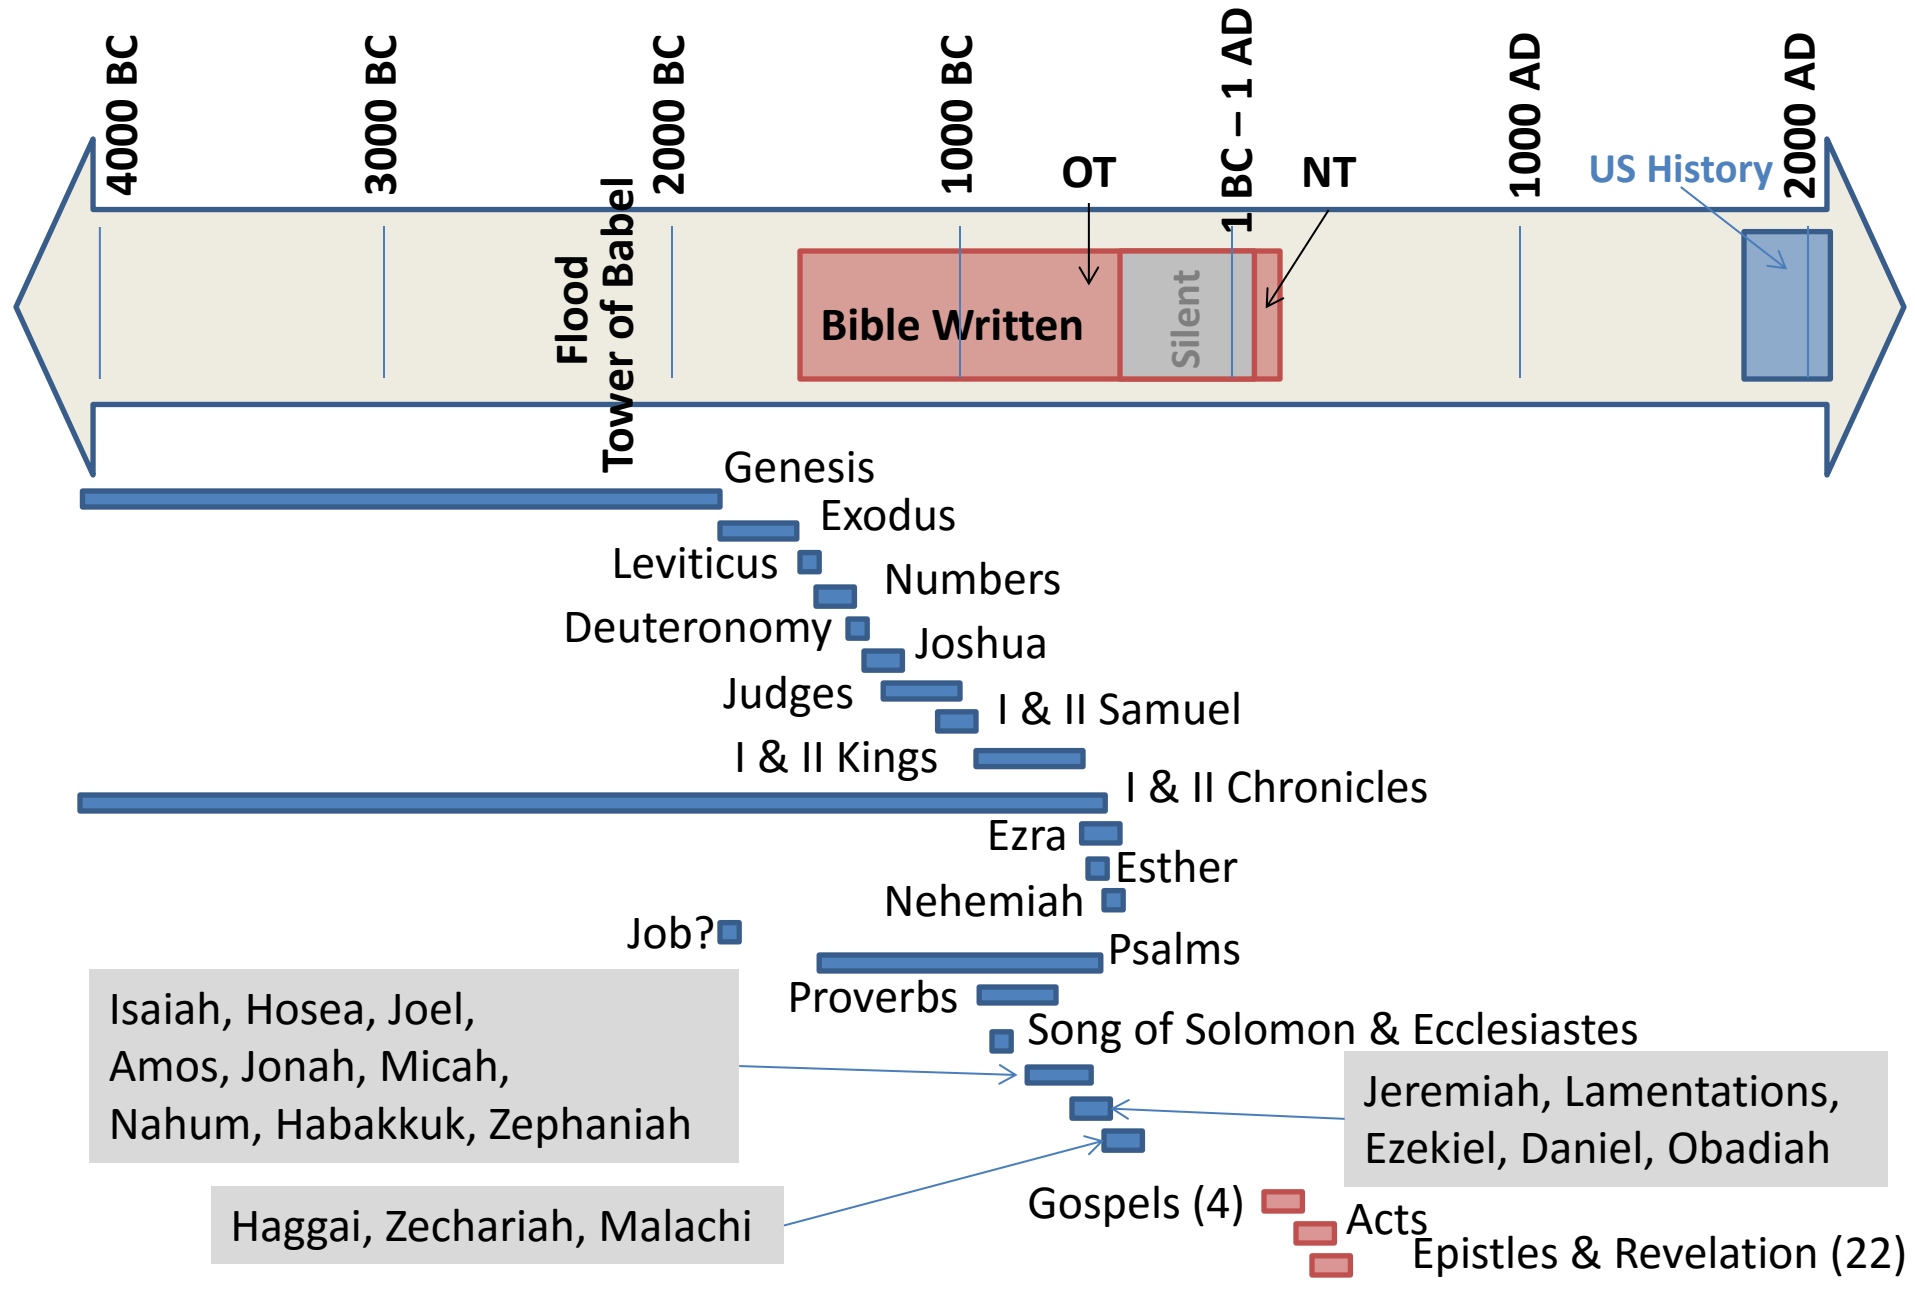 4000 BC
3000 BC
2000 BC
1000 BC
1 BC – 1 AD
1000 AD
2000 AD
OT
NT
US History
Flood
Tower of Babel
Bible Written
Silent
Genesis
Exodus
Leviticus
Numbers
Deuteronomy
Joshua
Judges
I & II Samuel
I & II Kings
I & II Chronicles
Ezra
Esther
Nehemiah
Job?
Psalms
Proverbs
Song of Solomon & Ecclesiastes
Isaiah, Hosea, Joel,
Amos, Jonah, Micah,
Nahum, Habakkuk, Zephaniah
Jeremiah, Lamentations,
Ezekiel, Daniel, Obadiah
Haggai, Zechariah, Malachi
Gospels (4)
Acts
Epistles & Revelation (22)